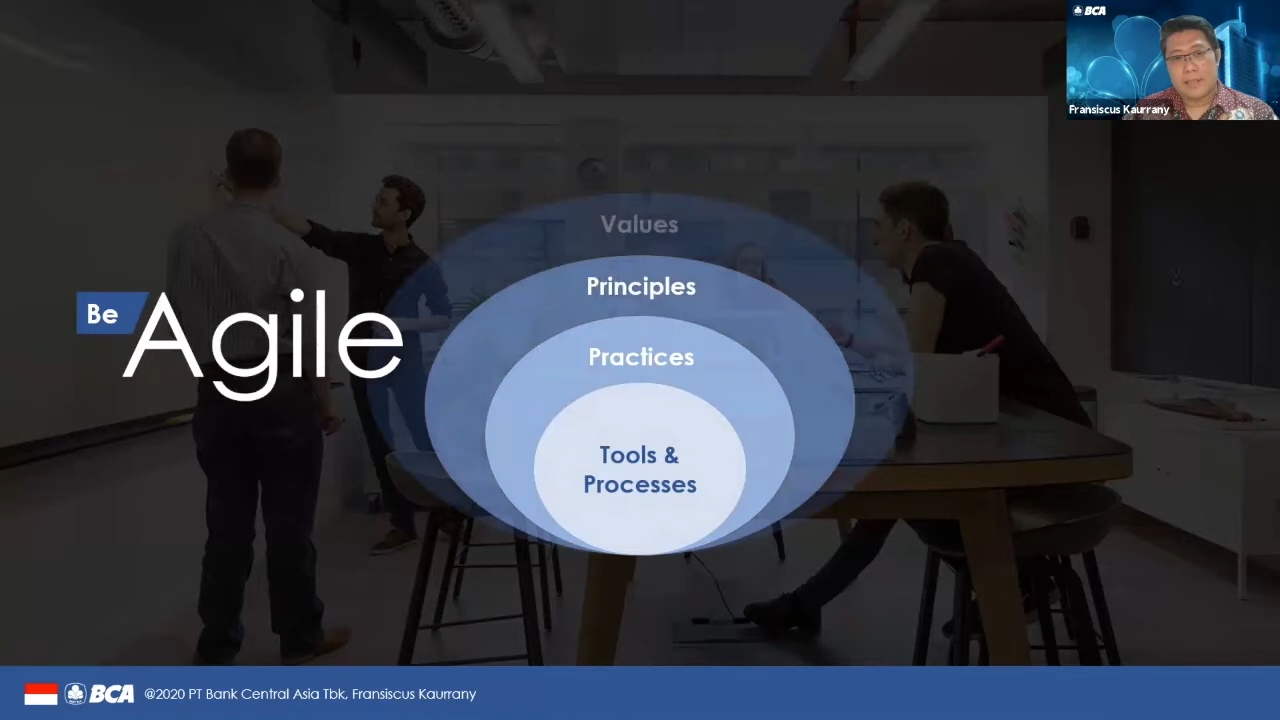 BCA
Fransiscus Kaurrany
Values
Principles
Be
Agile
Practices
Tools &
Processes
BCA
@2020 PT Bank Central Asia Tbk, Fransiscus Kaurrany